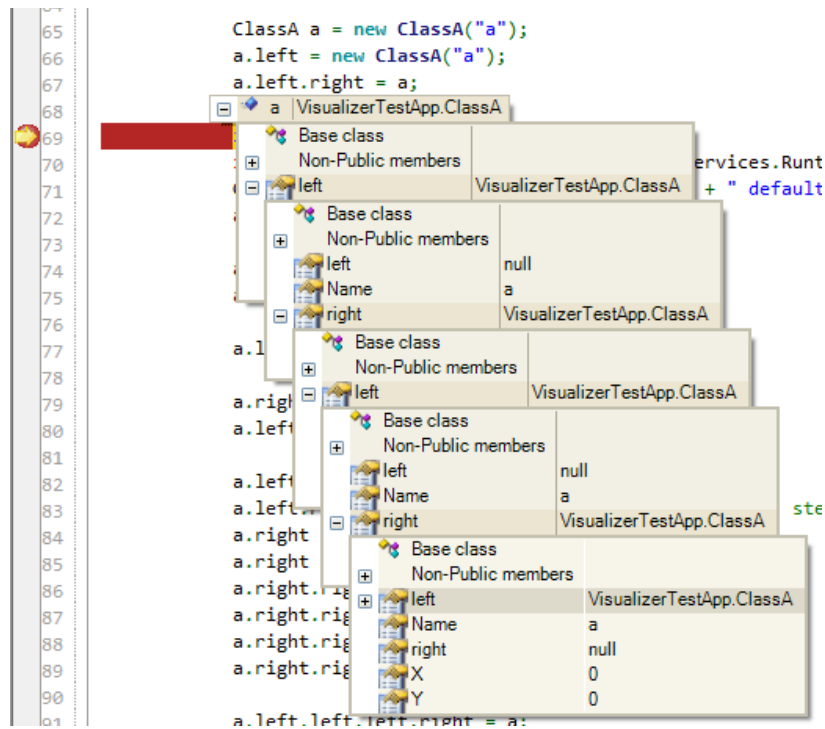 65 ClassA a = new ClassA("a");
66 a.left = new ClassA("a");
67 a.left.right = a;
68 a VisualizerTestApp.ClassA
69 Base class
70 Non-Public members ervices.Runt
71 left VisualizerTestApp.ClassA + " default
72 Base class
73 Non-Public members
74 left null
75 Name a
76 right VisualizerTestApp.ClassA
77 a.l Base class
78 Non-Public members
79 a.righ left VisualizerTestApp.ClassA
80 a.left Base class
81 Non-Public members
82 a.left left null
Name a
83 a.left. right VisualizerTestApp.ClassA ste
84 a.right Base class
85 a.right Non-Public members
86 a.right.rig left VisualizerTestApp.ClassA
87 a.right.rig Name a
88 a.right.rig right null
89 a.right.rig X 0
90 Y 0
91 a.left.left.left.right = a;